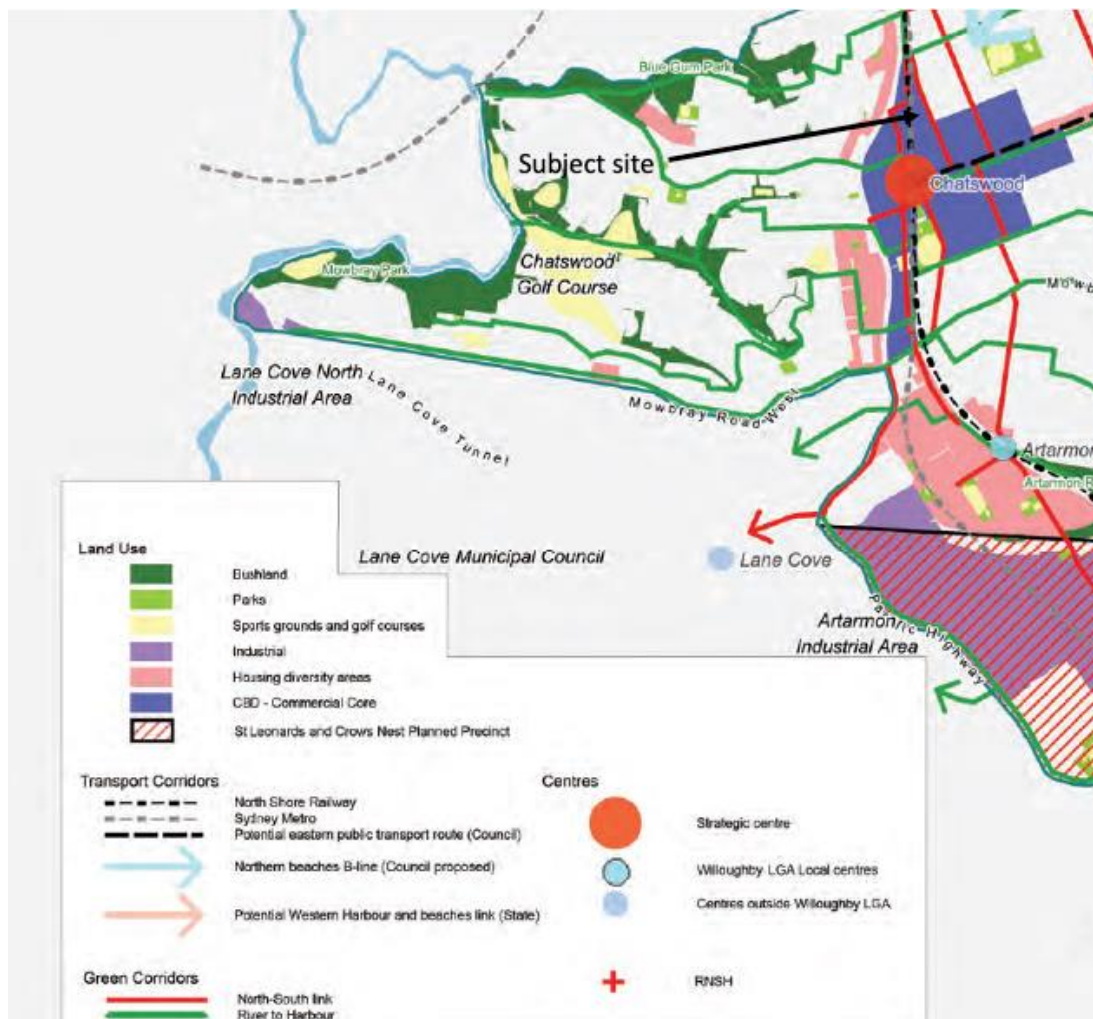 Blue Gum Park
Subject site
Chatswood
Mowbray Park
Chatswood
Golf Course
Lane Cove North
Industrial Area
Lane Cove Tunnel
Mowbray Road West
Lane Cove Municipal Council
Lane Cove
Artarmon
Industrial Area
Pacific Highway
Land Use
Bushland
Parks
Sports grounds and golf courses
Industrial
Housing diversity areas
CBD - Commercial Core
St Leonards and Crows Nest Planned Precinct
Transport Corridors
North Shore Railway
Sydney Metro
Potential eastern public transport route (Council)
Northern beaches B-line (Council proposed)
Potential Western Harbour and beaches link (State)
Centres
Strategic centre
Willoughby LGA Local centres
Centres outside Willoughby LGA
RNSH
Green Corridors
North-South link
River to Harbour